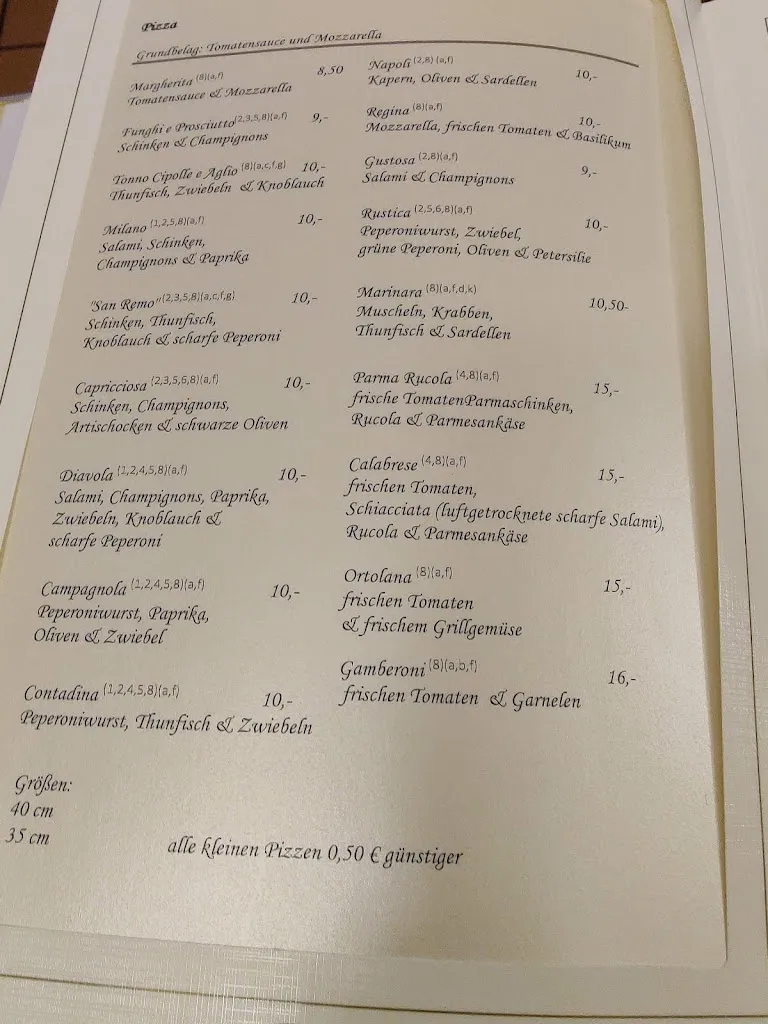 Pizza
Grundbelag: Tomatensauce und Mozzarella
Margherita (8)(a,f) 8,50
Tomatensauce & Mozzarella
Funghi e Prosciutto(2,3,5,8)(a,f) 9,-
Schinken & Champignons
Tonno Cipolle e Aglio (8)(a,c,f,g) 10,-
Thunfisch, Zwiebeln & Knoblauch
Milano (1,2,5,8)(a,f) 10,-
Salami, Schinken,
Champignons & Paprika
"San Remo"(2,3,5,8)(a,c,f,g) 10,-
Schinken, Thunfisch,
Knoblauch & scharfe Peperoni
Capricciosa (2,3,5,6,8)(a,f) 10,-
Schinken, Champignons,
Artischocken & schwarze Oliven
Diavola (1,2,4,5,8)(a,f) 10,-
Salami, Champignons, Paprika,
Zwiebeln, Knoblauch &
scharfe Peperoni
Campagnola (1,2,4,5,8)(a,f) 10,-
Peperoniwurst, Paprika,
Oliven & Zwiebel
Contadina (1,2,4,5,8)(a,f) 10,-
Peperoniwurst, Thunfisch & Zwiebeln
Napoli (2,8) (a,f) 10,-
Kapern, Oliven & Sardellen
Regina (8)(a,f) 10,-
Mozzarella, frischen Tomaten & Basilikum
Gustosa (2,8)(a,f) 9,-
Salami & Champignons
Rustica (2,5,6,8)(a,f) 10,-
Peperoniwurst, Zwiebel,
grüne Peperoni, Oliven & Petersilie
Marinara (8)(a,f,d,k) 10,50-
Muscheln, Krabben,
Thunfisch & Sardellen
Parma Rucola (4,8)(a,f) 15,-
frische TomatenParmaschinken,
Rucola & Parmesankäse
Calabrese (4,8)(a,f) 15,-
frischen Tomaten,
Schiacciata (luftgetrocknete scharfe Salami),
Rucola & Parmesankäse
Ortolana (8)(a,f) 15,-
frischen Tomaten
& frischem Grillgemüse
Gamberoni (8)(a,b,f) 16,-
frischen Tomaten & Garnelen
Größen:
40 cm
35 cm
alle kleinen Pizzen 0,50 € günstiger